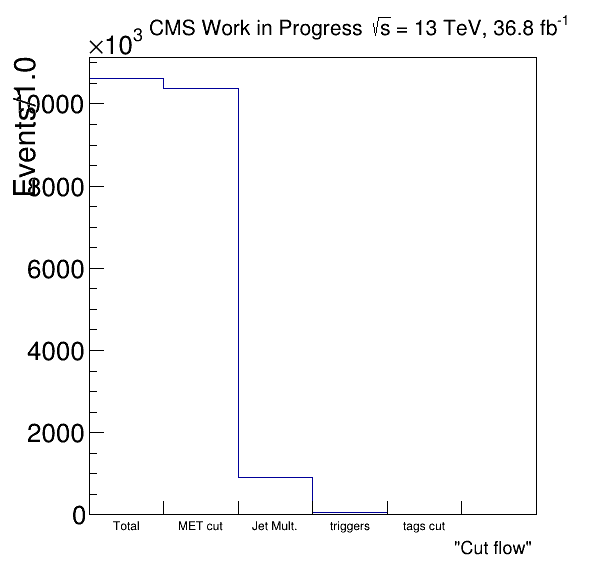 ×10³ CMS Work in Progress √s = 13 TeV, 36.8 fb⁻¹
Events/1.0
10000
8000
6000
4000
2000
0
Total MET cut Jet Mult. triggers tags cut
"Cut flow"